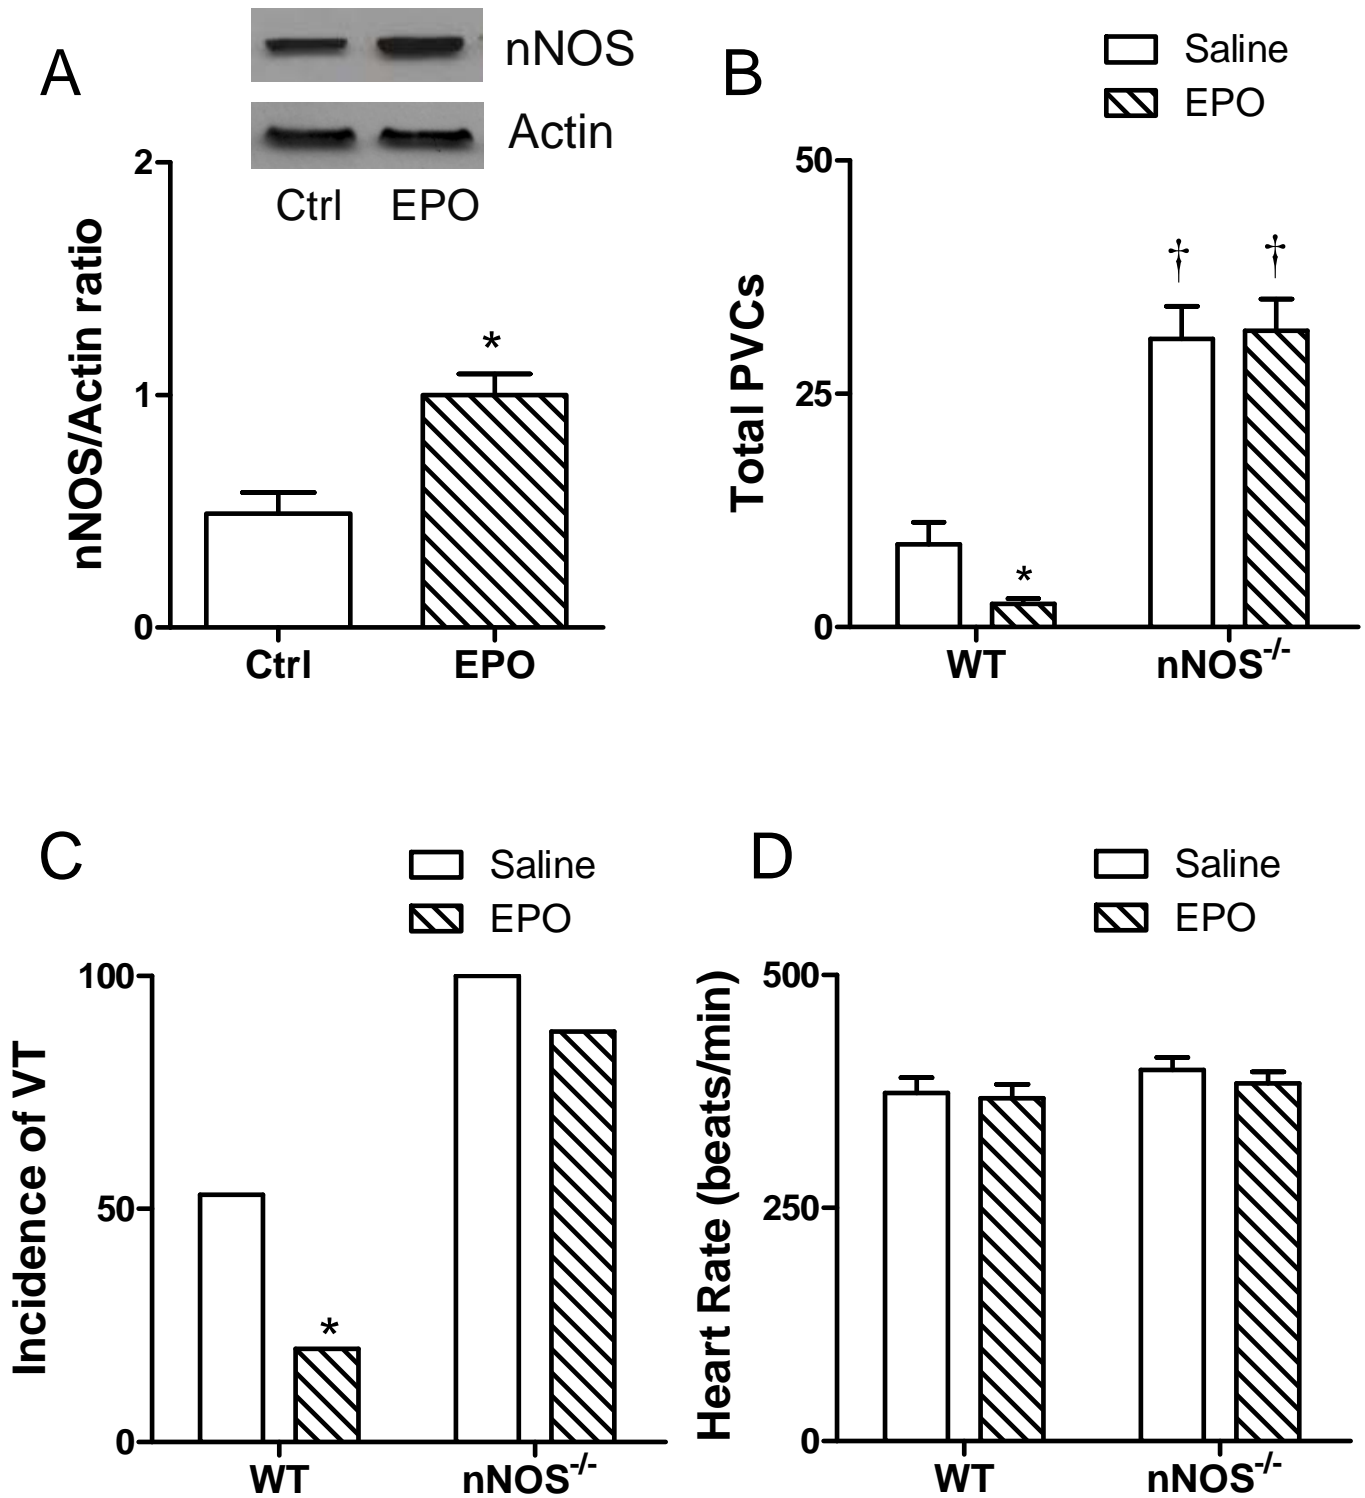 A
nNOS
Actin
Ctrl EPO
nNOS/Actin ratio
2
1
0
*
Ctrl EPO
B
Saline
EPO
Total PVCs
50
25
0
*
† †
WT nNOS-/-
C
Saline
EPO
Incidence of VT
100
50
0
*
WT nNOS-/-
D
Saline
EPO
Heart Rate (beats/min)
500
250
0
WT nNOS-/-